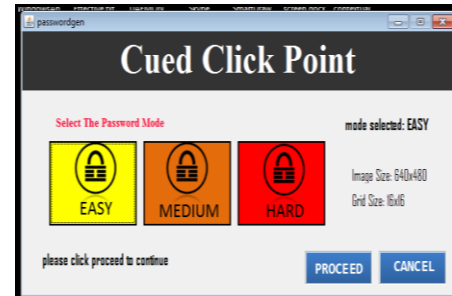 passwordgen
Cued Click Point
Select The Password Mode
mode selected: EASY
EASY
MEDIUM
HARD
Image Size: 640x480
Grid Size: 16x16
please click proceed to continue
PROCEED
CANCEL